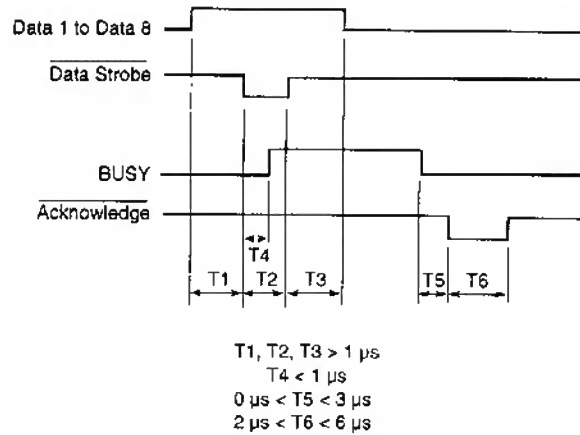 Data 1 to Data 8
Data Strobe
BUSY
Acknowledge
T4
T1 T2 T3 T5 T6
T1, T2, T3 > 1 µs
T4 < 1 µs
0 µs < T5 < 3 µs
2 µs < T6 < 6 µs